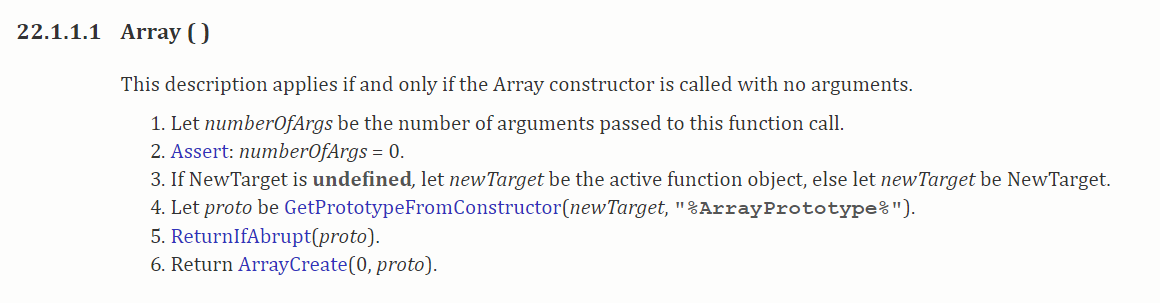 22.1.1.1 Array ( )
This description applies if and only if the Array constructor is called with no arguments.
1. Let numberOfArgs be the number of arguments passed to this function call.
2. Assert: numberOfArgs = 0.
3. If NewTarget is undefined, let newTarget be the active function object, else let newTarget be NewTarget.
4. Let proto be GetPrototypeFromConstructor(newTarget, "%ArrayPrototype%").
5. ReturnIfAbrupt(proto).
6. Return ArrayCreate(0, proto).